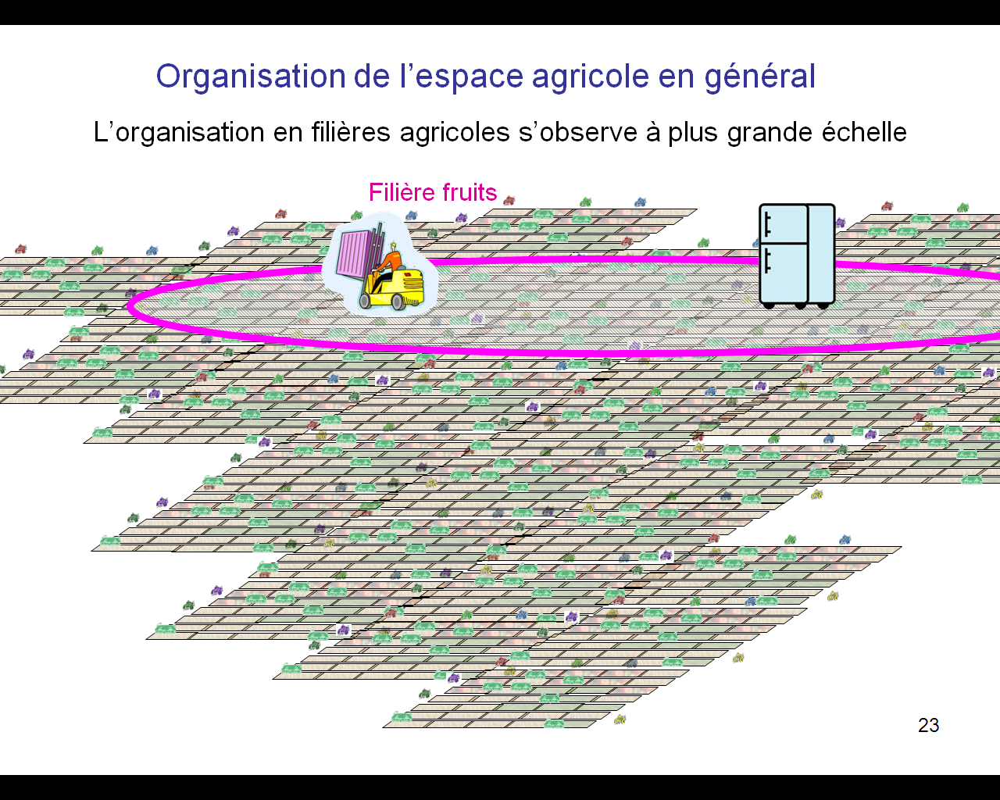 Organisation de l’espace agricole en général
L’organisation en filières agricoles s’observe à plus grande échelle
Filière fruits
23